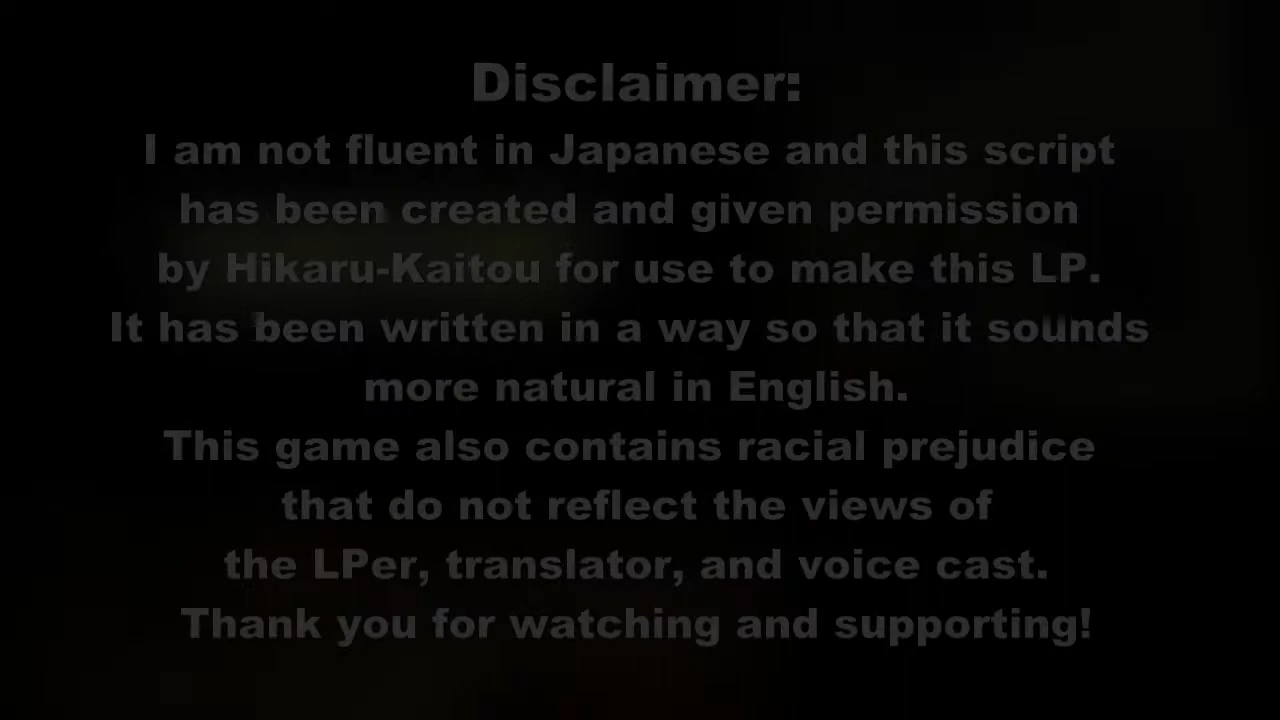 Disclaimer:
I am not fluent in Japanese and this script
has been created and given permission
by Hikaru-Kaitou for use to make this LP.
It has been written in a way so that it sounds
more natural in English.
This game also contains racial prejudice
that do not reflect the views of
the LPer, translator, and voice cast.
Thank you for watching and supporting!